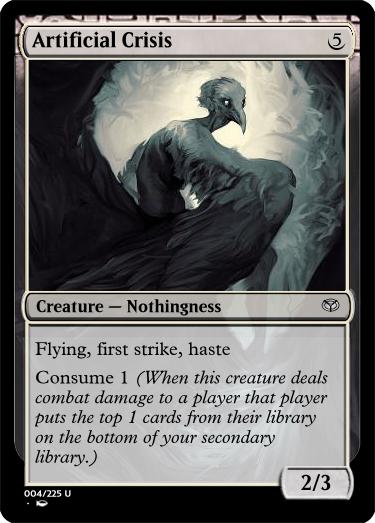 Artificial Crisis
5
Creature — Nothingness
Flying, first strike, haste
Consume 1 (When this creature deals
combat damage to a player that player
puts the top 1 cards from their library
on the bottom of your secondary
library.)
2/3
004/225 U